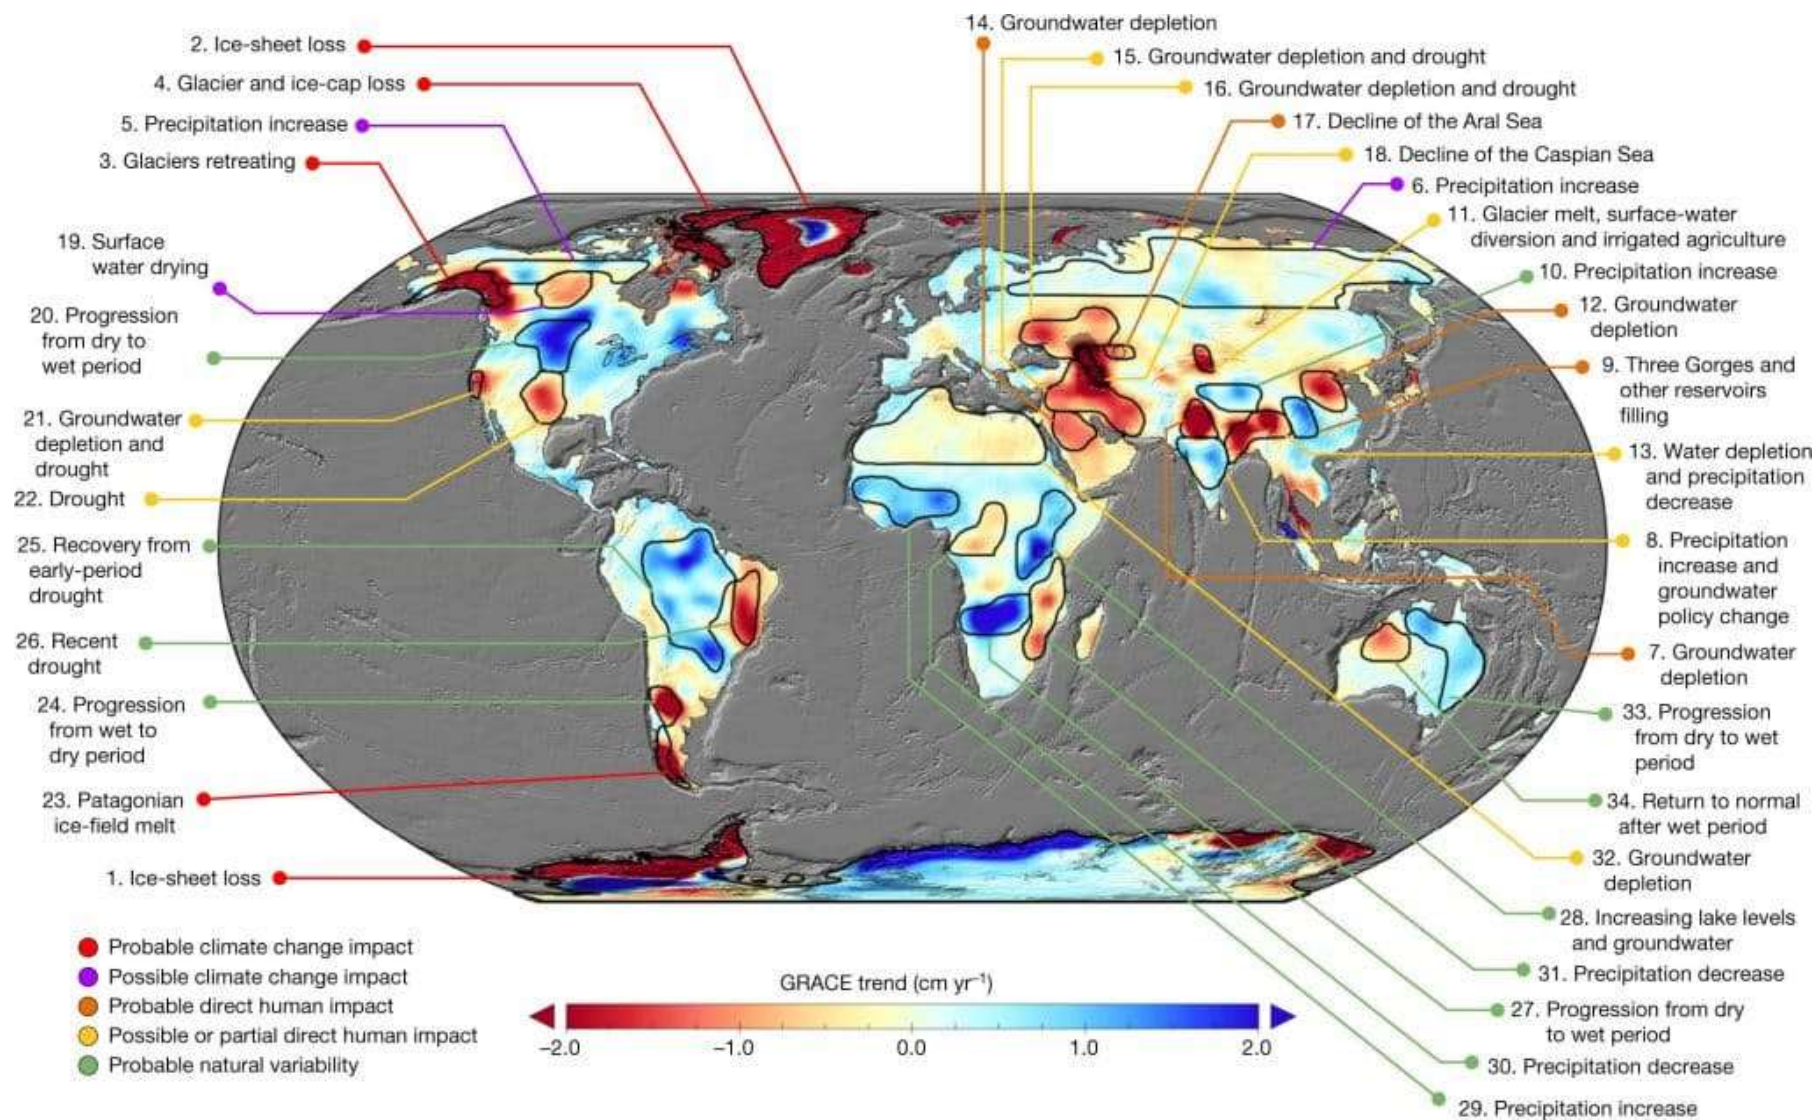 2. Ice-sheet loss
4. Glacier and ice-cap loss
5. Precipitation increase
3. Glaciers retreating
19. Surface
water drying
20. Progression
from dry to
wet period
21. Groundwater
depletion and
drought
22. Drought
25. Recovery from
early-period
drought
26. Recent
drought
24. Progression
from wet to
dry period
23. Patagonian
ice-field melt
1. Ice-sheet loss
14. Groundwater depletion
15. Groundwater depletion and drought
16. Groundwater depletion and drought
17. Decline of the Aral Sea
18. Decline of the Caspian Sea
6. Precipitation increase
11. Glacier melt, surface-water
diversion and irrigated agriculture
10. Precipitation increase
12. Groundwater
depletion
9. Three Gorges and
other reservoirs
filling
13. Water depletion
and precipitation
decrease
8. Precipitation
increase and
groundwater
policy change
7. Groundwater
depletion
33. Progression
from dry to wet
period
34. Return to normal
after wet period
32. Groundwater
depletion
28. Increasing lake levels
and groundwater
31. Precipitation decrease
27. Progression from dry
to wet period
30. Precipitation decrease
29. Precipitation increase
Probable climate change impact
Possible climate change impact
Probable direct human impact
Possible or partial direct human impact
Probable natural variability
GRACE trend (cm yr⁻¹)
−2.0 −1.0 0.0 1.0 2.0